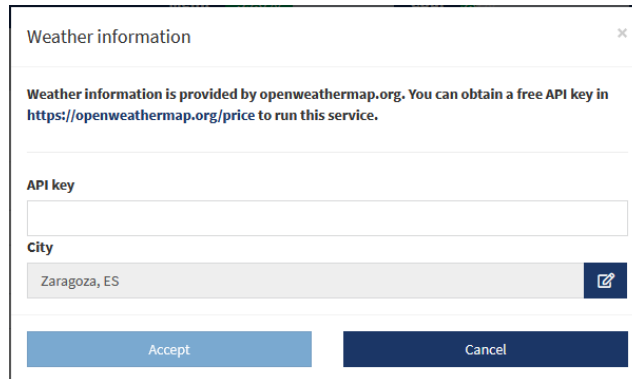 Weather information
Weather information is provided by openweathermap.org. You can obtain a free API key in
https://openweathermap.org/price to run this service.
API key
City
Zaragoza, ES
Accept
Cancel